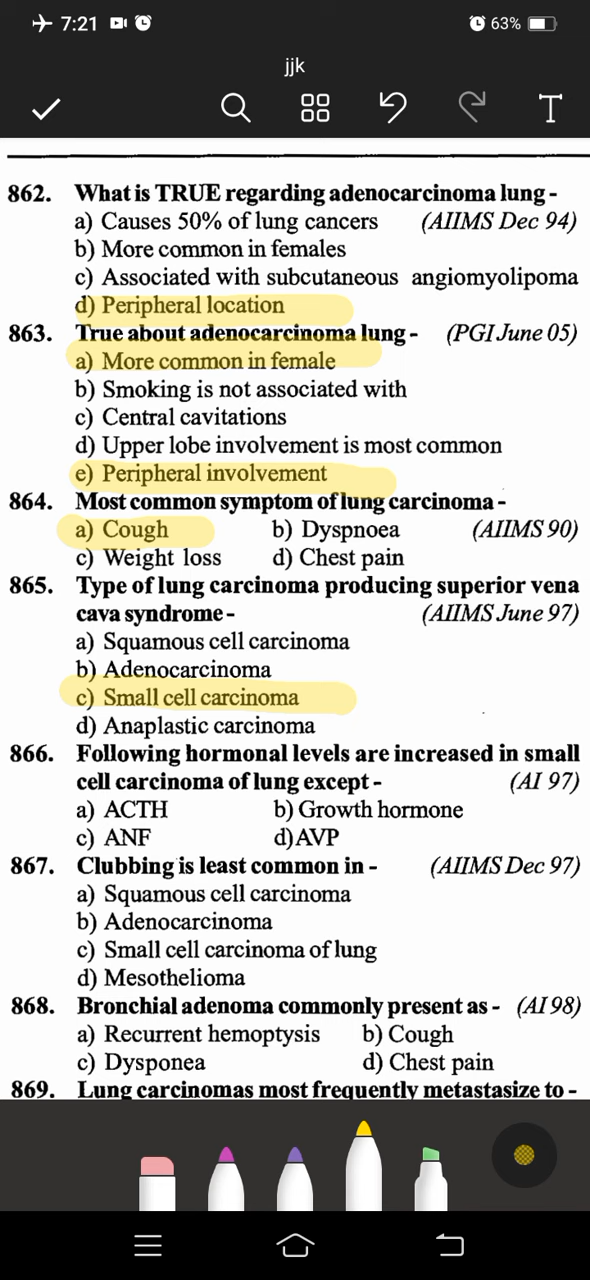 7:21
63%
jjk
T
862. What is TRUE regarding adenocarcinoma lung -
a) Causes 50% of lung cancers (AIIMS Dec 94)
b) More common in females
c) Associated with subcutaneous angiomyolipoma
d) Peripheral location
863. True about adenocarcinoma lung - (PGI June 05)
a) More common in female
b) Smoking is not associated with
c) Central cavitations
d) Upper lobe involvement is most common
e) Peripheral involvement
864. Most common symptom of lung carcinoma -
a) Cough b) Dyspnoea (AIIMS 90)
c) Weight loss d) Chest pain
865. Type of lung carcinoma producing superior vena
cava syndrome - (AIIMS June 97)
a) Squamous cell carcinoma
b) Adenocarcinoma
c) Small cell carcinoma
d) Anaplastic carcinoma
866. Following hormonal levels are increased in small
cell carcinoma of lung except - (AI 97)
a) ACTH b) Growth hormone
c) ANF d) AVP
867. Clubbing is least common in - (AIIMS Dec 97)
a) Squamous cell carcinoma
b) Adenocarcinoma
c) Small cell carcinoma of lung
d) Mesothelioma
868. Bronchial adenoma commonly present as - (AI 98)
a) Recurrent hemoptysis b) Cough
c) Dysponea d) Chest pain
869. Lung carcinomas most frequently metastasize to -